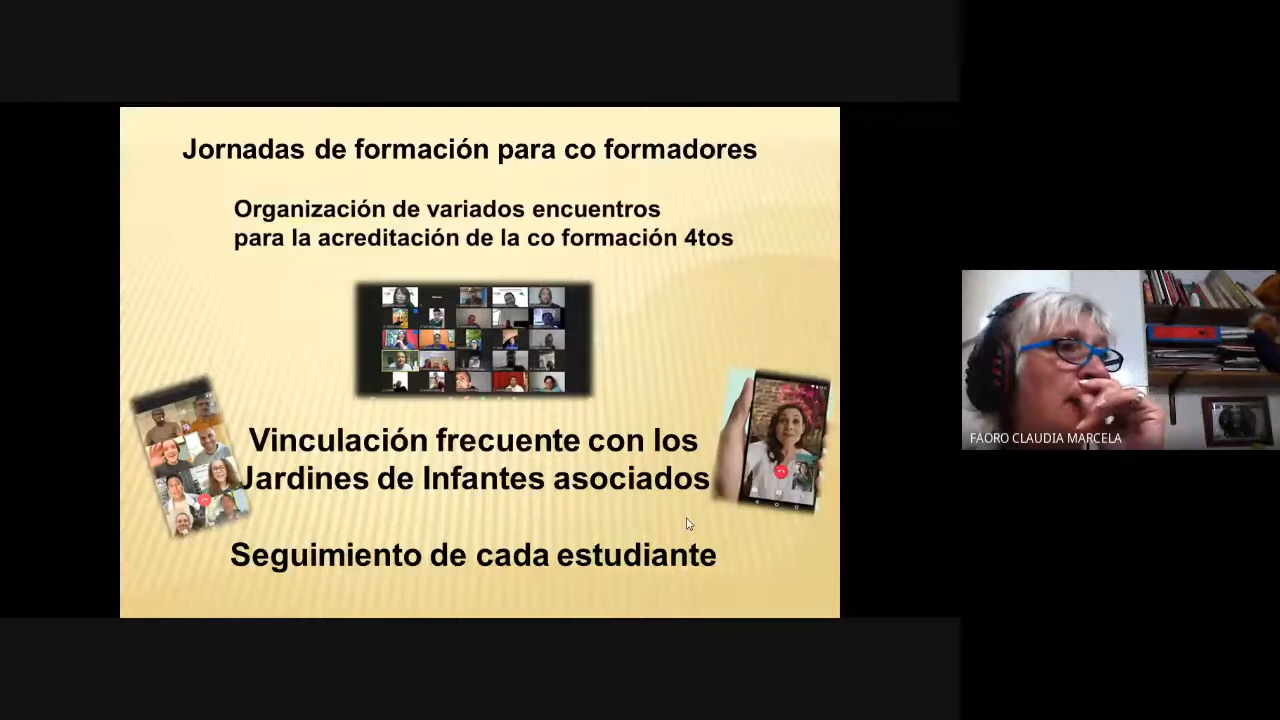 Jornadas de formación para co formadores
Organización de variados encuentros
para la acreditación de la co formación 4tos
Vinculación frecuente con los
Jardines de Infantes asociados
Seguimiento de cada estudiante
FAORO CLAUDIA MARCELA